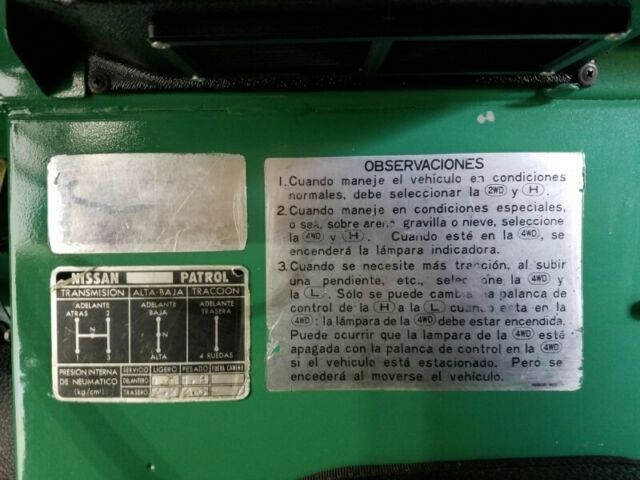 OBSERVACIONES
1. Cuando maneje el vehículo en condiciones
normales, debe seleccionar la 2WD y H.
2. Cuando maneje en condiciones especiales,
o sea, sobre arena gravilla o nieve, seleccione
la 4WD y H. Cuando esté en la 4WD, se
encenderá la lámpara indicadora.
3. Cuando se necesite más tracción, al subir
una pendiente, etc., seleccione la 4WD y
la L. Sólo se puede cambiar la palanca de
control de la H a la L cuando esta en la
4WD: la lámpara de la 4WD debe estar encendida.
Puede ocurrir que la lampara de la 4WD esté
apagada con la palanca de control en la 4WD
si el vehiculo está estacionado. Pero se
encederá al moverse el vehículo.
NISSAN PATROL
TRANSMISIÓN ALTA-BAJA TRACCIÓN
ADELANTE ADELANTE ADELANTE
ATRAS 2 BAJA TRASERA
N N
1 3 ALTA 4 RUEDAS
PRESION INTERNA SERVICIO LIGERO PESADO FUERA CAMINO
DE NEUMATICO DELANTERO
(kg/cm²) TRASERO